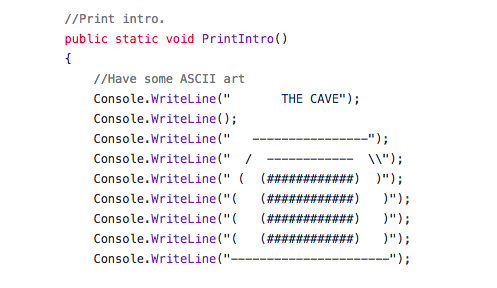 //Print intro.
public static void PrintIntro()
{
//Have some ASCII art
Console.WriteLine("       THE CAVE");
Console.WriteLine();
Console.WriteLine("   ----------------");
Console.WriteLine("  /  ------------  \\");
Console.WriteLine(" (  (############)  )");
Console.WriteLine("(   (############)   )");
Console.WriteLine("(   (############)   )");
Console.WriteLine("(   (############)   )");
Console.WriteLine("----------------------");